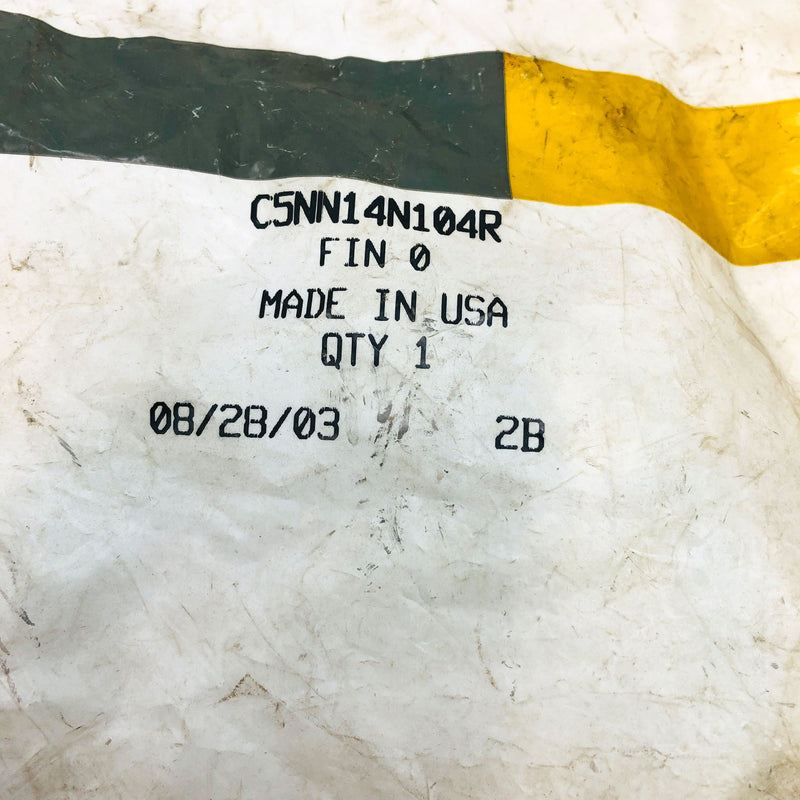 C5NN14N104R
FIN 0
MADE IN USA
QTY 1
08/28/03 2B